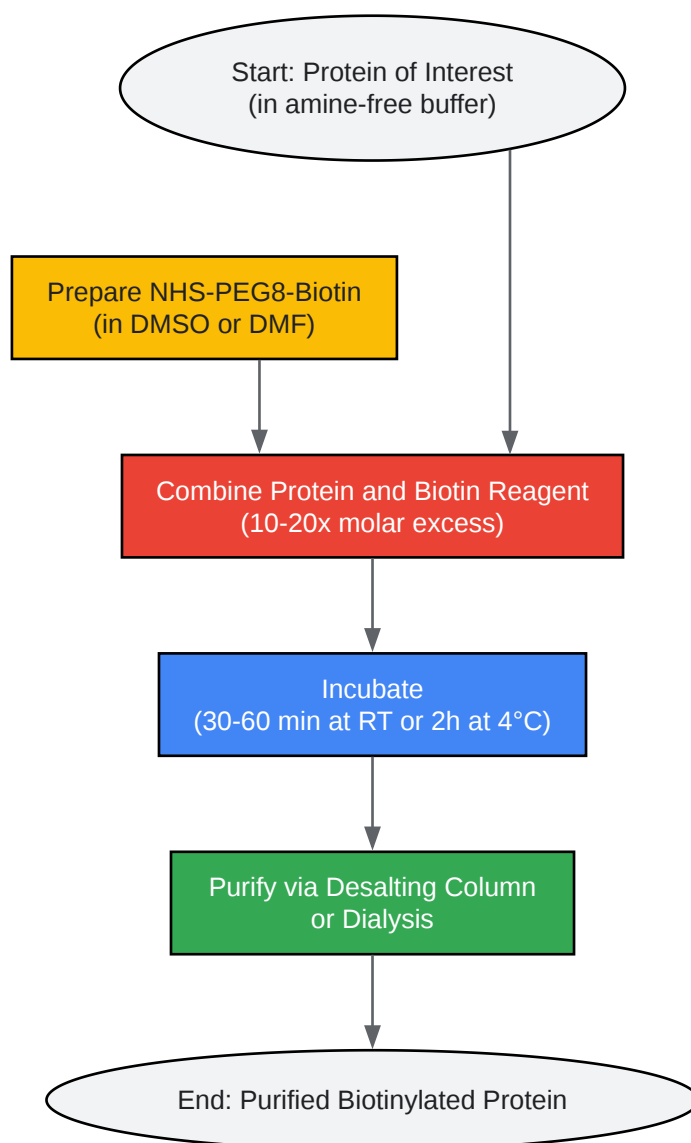 Start: Protein of Interest
(in amine-free buffer)
Prepare NHS-PEG8-Biotin
(in DMSO or DMF)
Combine Protein and Biotin Reagent
(10-20x molar excess)
Incubate
(30-60 min at RT or 2h at 4°C)
Purify via Desalting Column
or Dialysis
End: Purified Biotinylated Protein